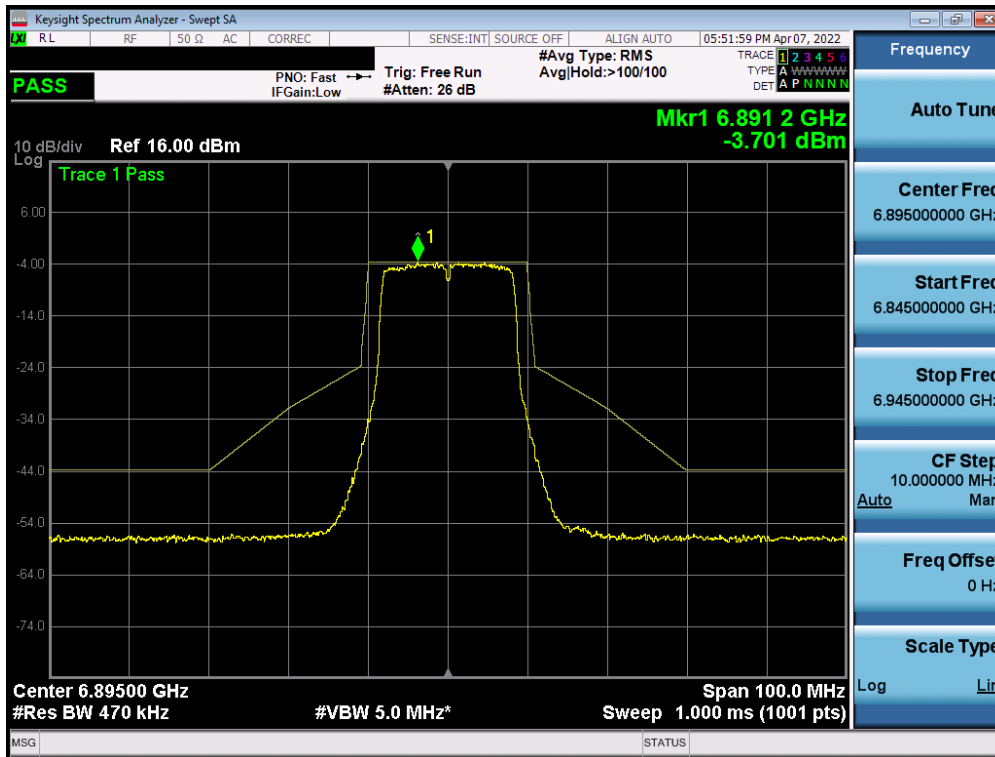 Keysight Spectrum Analyzer - Swept SA
LXI RL RF 50 Ω AC CORREC SENSE:INT SOURCE OFF ALIGN AUTO 05:51:59 PM Apr 07, 2022
PASS
PNO: Fast
IFGain:Low
Trig: Free Run
#Atten: 26 dB
#Avg Type: RMS
Avg|Hold:>100/100
TRACE 1 2 3 4 5 6
TYPE A WWWWW
DET A P N N N N
Mkr1 6.891 2 GHz
-3.701 dBm
10 dB/div Ref 16.00 dBm
Log
Trace 1 Pass
1
6.00
-4.00
-14.0
-24.0
-34.0
-44.0
-54.0
-64.0
-74.0
Center 6.89500 GHz
Span 100.0 MHz
#Res BW 470 kHz
#VBW 5.0 MHz*
Sweep 1.000 ms (1001 pts)
MSG
STATUS
Frequency
Auto Tune
Center Freq
6.895000000 GHz
Start Freq
6.845000000 GHz
Stop Freq
6.945000000 GHz
CF Step
10.000000 MHz
Auto Man
Freq Offset
0 Hz
Scale Type
Log Lin